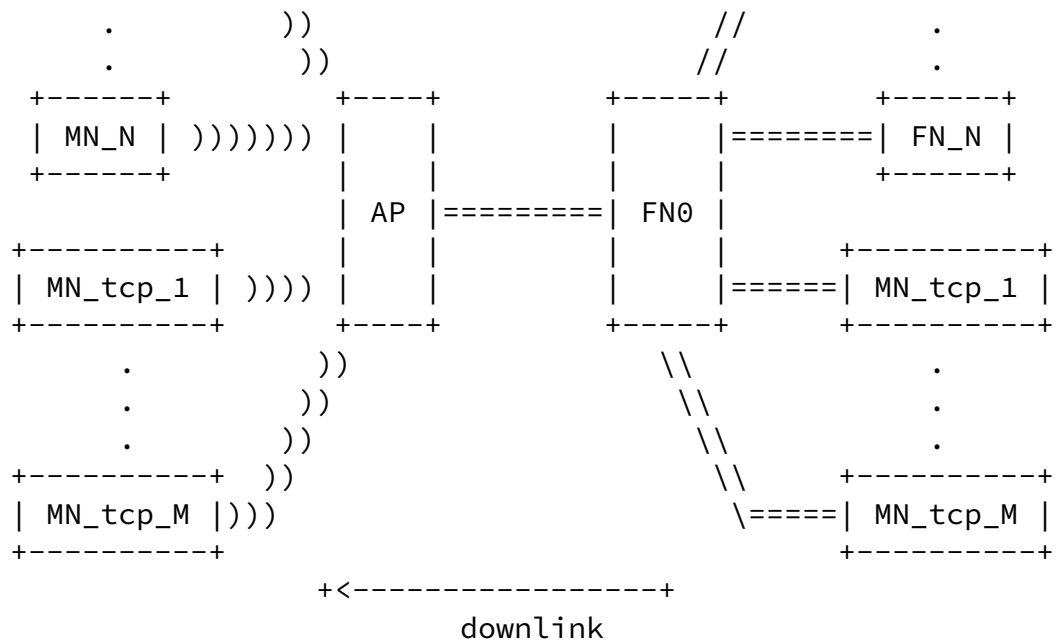 .         ))                      //          .
       .          ))                    //           .
 +------+         +----+         +-----+        +------+
 | MN_N | ))))))) |    |         |     |========| FN_N |
 +------+         |    |         |     |        +------+
                  | AP |=========| FN0 |
+----------+      |    |         |     |      +----------+
| MN_tcp_1 | )))) |    |         |     |======| MN_tcp_1 |
+----------+      +----+         +-----+      +----------+
      .          ))                 \\             .
      .         ))                   \\            .
      .        ))                     \\           .
+----------+  ))                       \\     +----------+
| MN_tcp_M |)))                         \=====| MN_tcp_M |
+----------+                                  +----------+
                 +<-----------------+
                         downlink